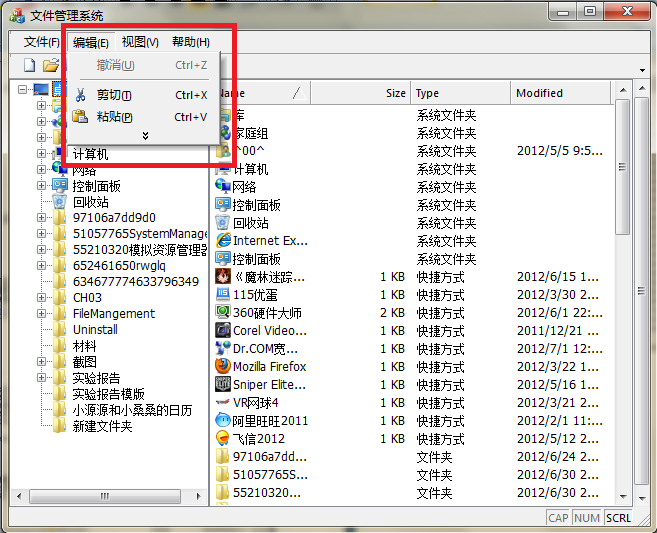 文件管理系统
文件(F) 编辑(E) 视图(V) 帮助(H)
撤消(U) Ctrl+Z
剪切(T) Ctrl+X
粘贴(P) Ctrl+V
计算机
网络
控制面板
回收站
97106a7dd9d0
51057765SystemManage
55210320模拟资源管理器
652461650rwglq
634677774633796349
CH03
FileMangement
Uninstall
材料
截图
实验报告
实验报告模版
小源源和小桑桑的日历
新建文件夹
Name Size Type Modified
库 系统文件夹
家庭组 系统文件夹
^00^ 系统文件夹 2012/5/5 9:5...
计算机 系统文件夹
网络 系统文件夹
控制面板 系统文件夹
回收站 系统文件夹
Internet Ex... 系统文件夹
控制面板 系统文件夹
《魔林迷踪... 1 KB 快捷方式 2012/6/15 1...
115优蛋 1 KB 快捷方式 2012/3/30 2...
360硬件大师 2 KB 快捷方式 2012/6/1 22:...
Corel Video... 1 KB 快捷方式 2011/12/21 ...
Dr.COM宽... 1 KB 快捷方式 2012/7/1 12:...
Mozilla Firefox 1 KB 快捷方式 2012/3/22 1...
Sniper Elite... 1 KB 快捷方式 2012/5/16 1...
VR网球4 1 KB 快捷方式 2012/3/21 2...
阿里旺旺2011 1 KB 快捷方式 2012/2/1 11:...
飞信2012 1 KB 快捷方式 2012/5/12 2...
97106a7dd... 文件夹 2012/6/24 2...
51057765S... 文件夹 2012/6/30 2...
55210320... 文件夹 2012/6/30 2...
CAP NUM SCRL